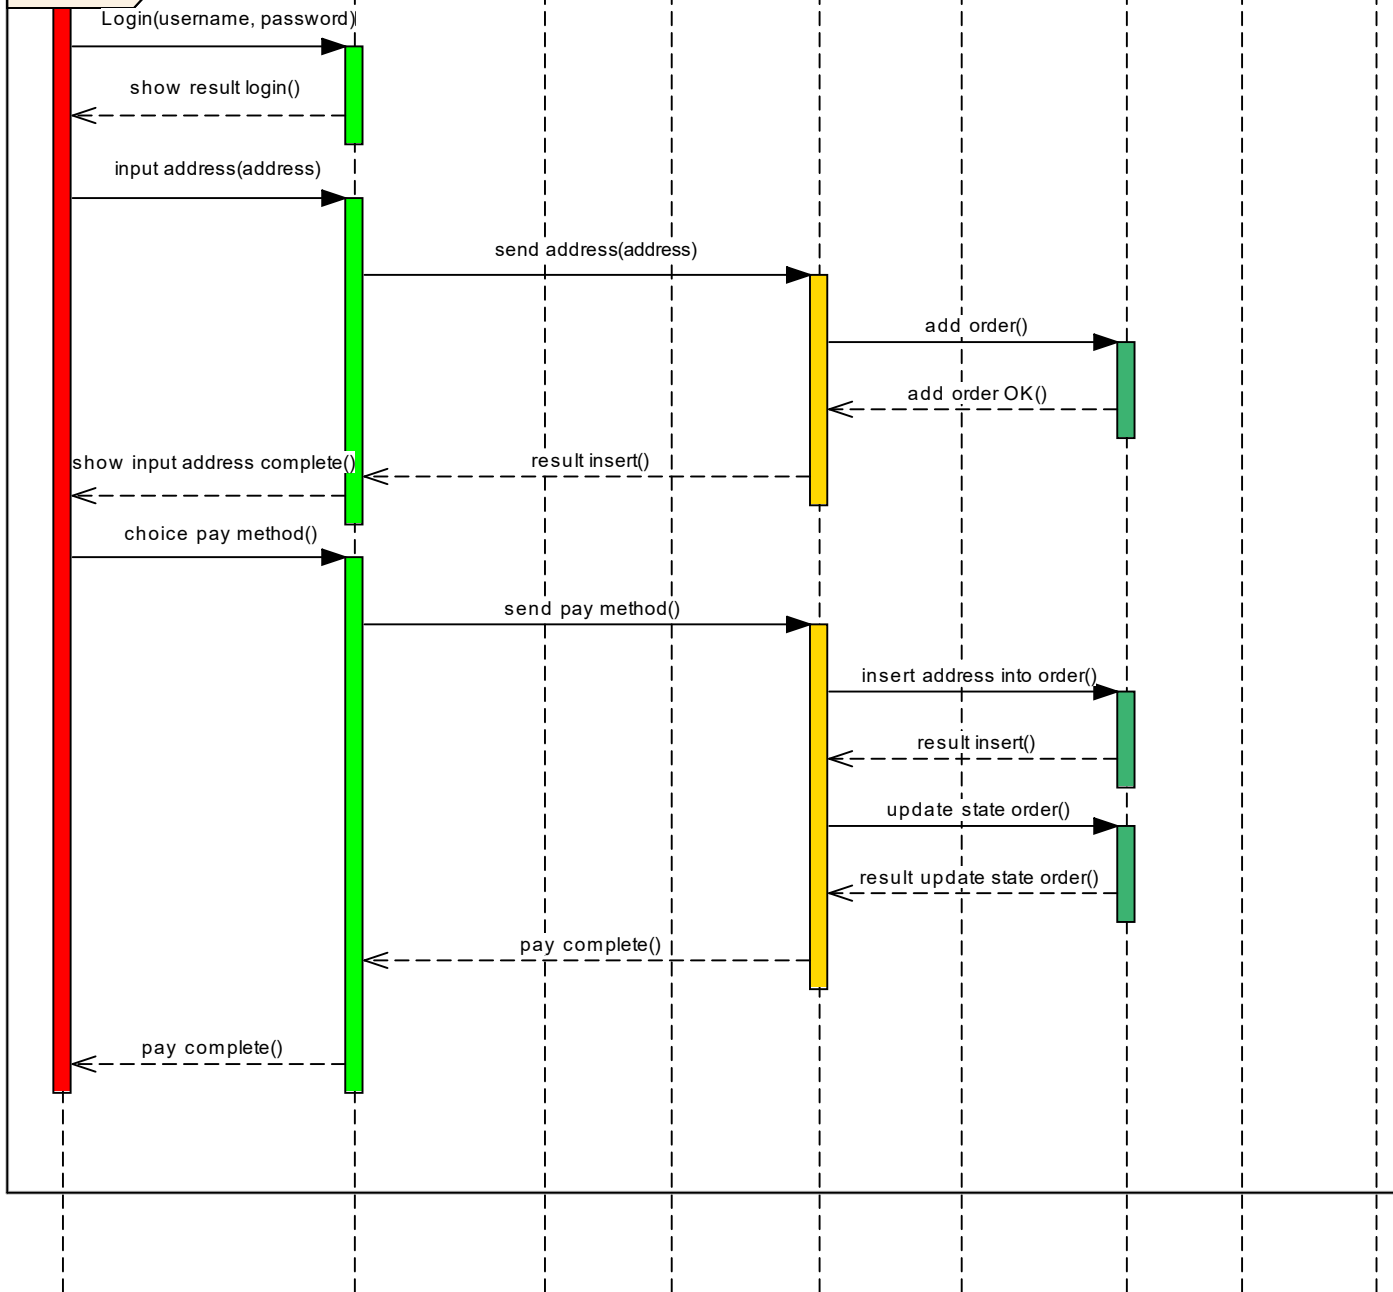 Login(username, password)
show result login()
input address(address)
send address(address)
add order()
add order OK()
result insert()
show input address complete()
choice pay method()
send pay method()
insert address into order()
result insert()
update state order()
result update state order()
pay complete()
pay complete()